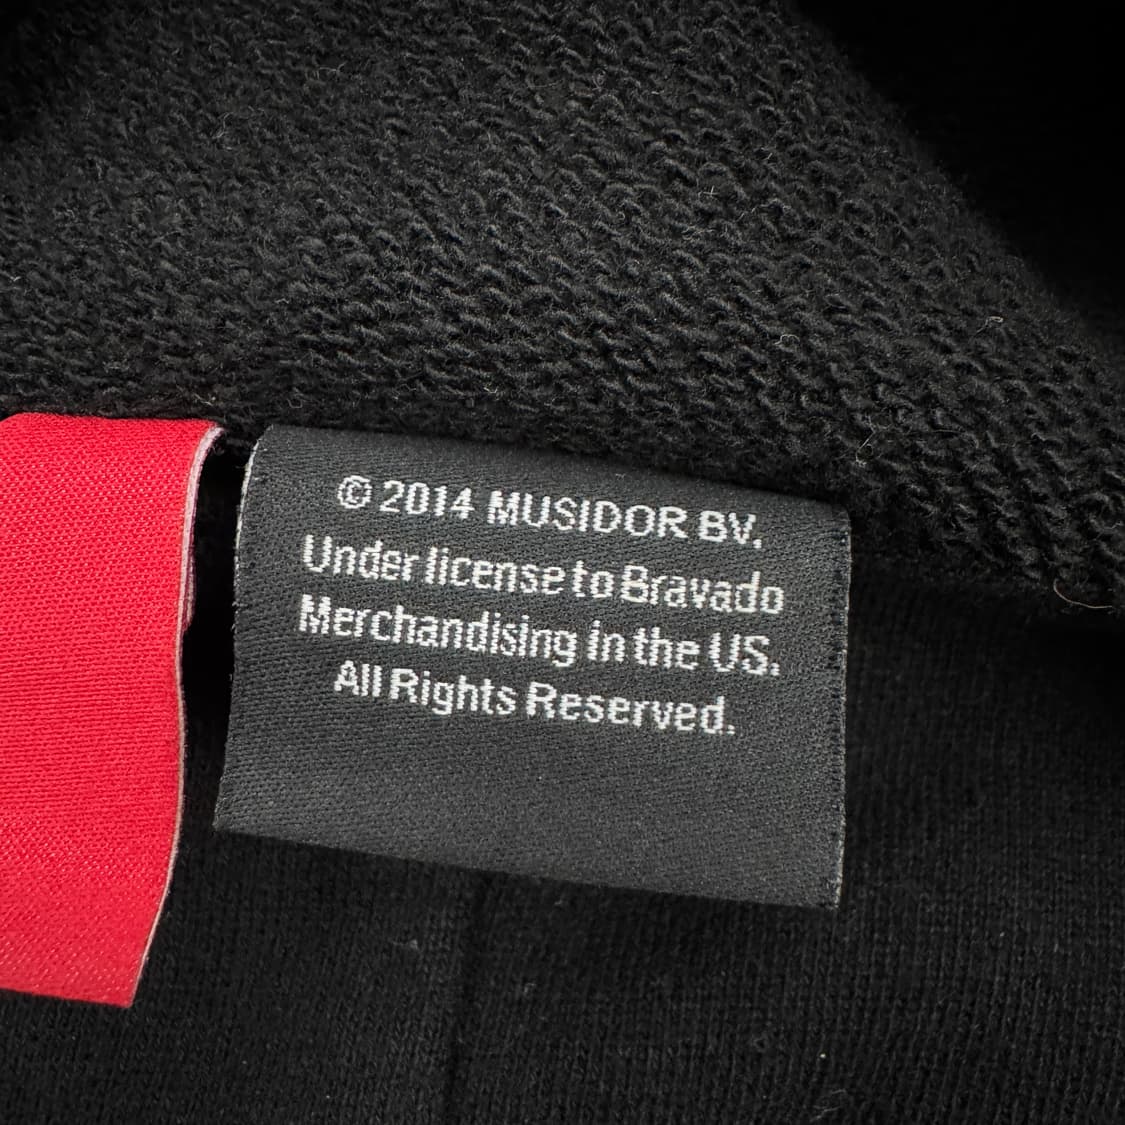 © 2014 MUSIDOR BV.
Under license to Bravado
Merchandising in the US.
All Rights Reserved.